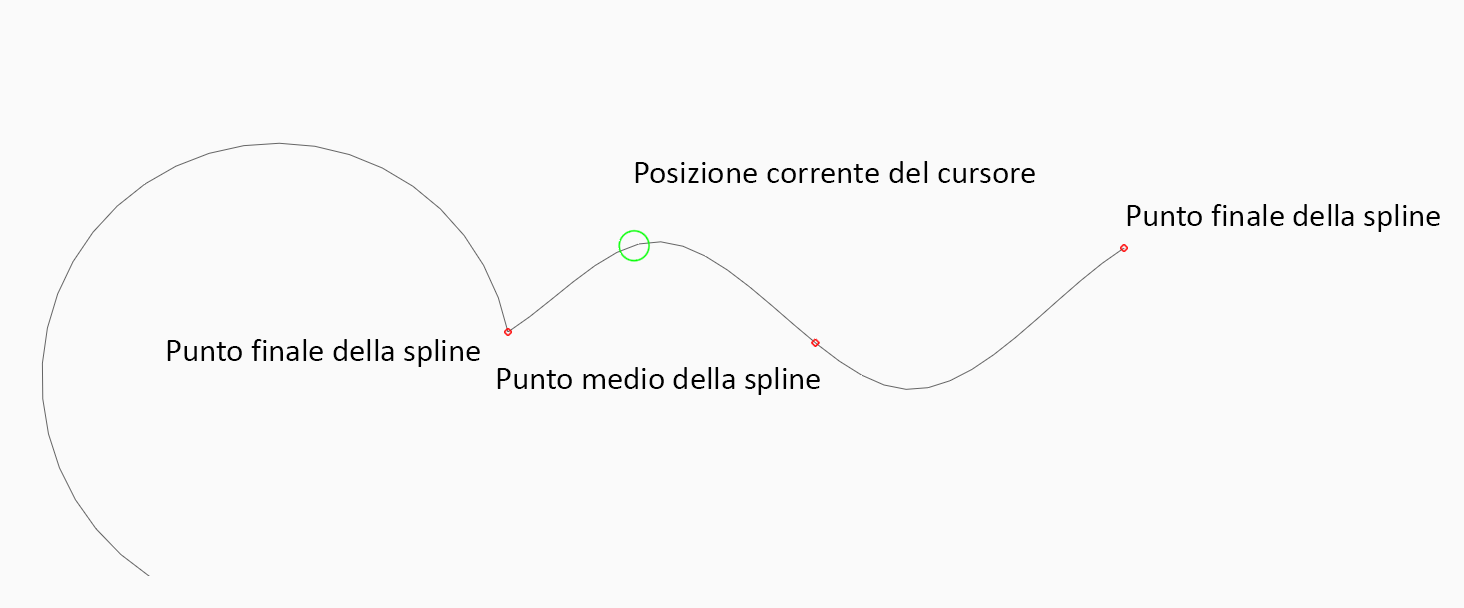 Posizione corrente del cursore
Punto finale della spline
Punto finale della spline
Punto medio della spline